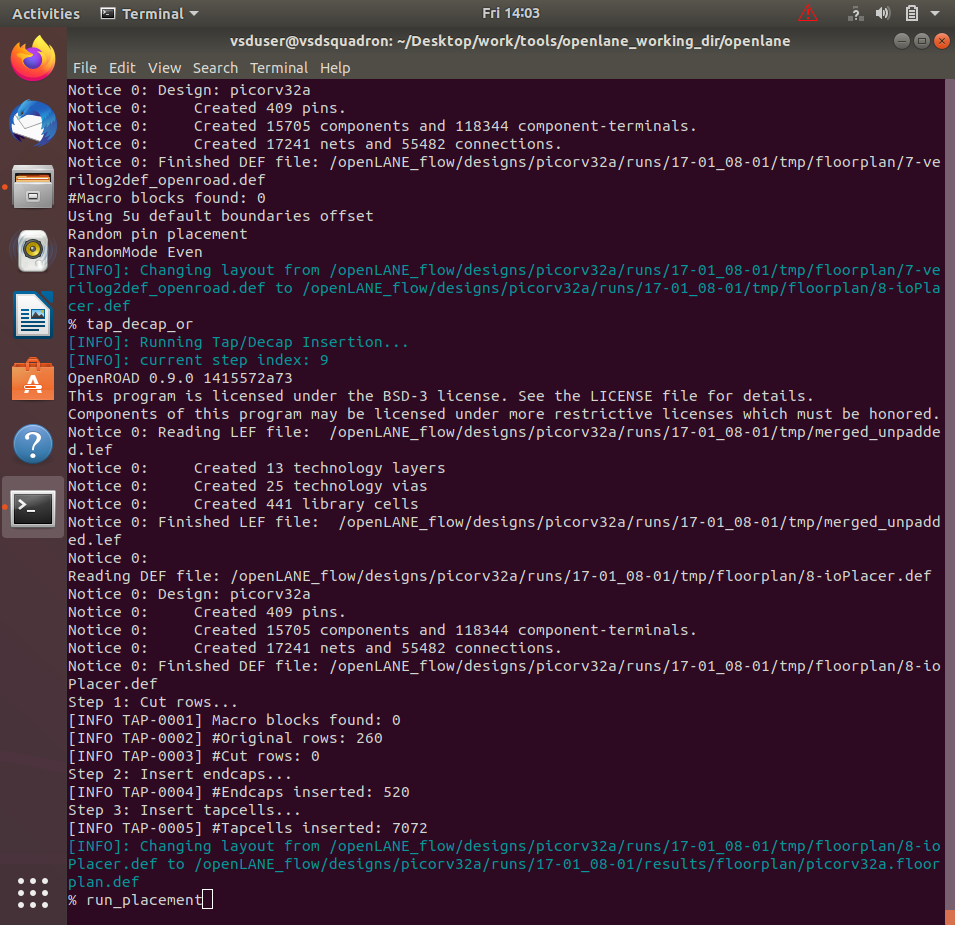 Activities
Terminal
Fri 14:03
vsduser@vsdsquadron: ~/Desktop/work/tools/openlane_working_dir/openlane
File Edit View Search Terminal Help
Notice 0: Design: picorv32a
Notice 0:     Created 409 pins.
Notice 0:     Created 15705 components and 118344 component-terminals.
Notice 0:     Created 17241 nets and 55482 connections.
Notice 0: Finished DEF file: /openLANE_flow/designs/picorv32a/runs/17-01_08-01/tmp/floorplan/7-ve
rilog2def_openroad.def
#Macro blocks found: 0
Using 5u default boundaries offset
Random pin placement
RandomMode Even
[INFO]: Changing layout from /openLANE_flow/designs/picorv32a/runs/17-01_08-01/tmp/floorplan/7-ve
rilog2def_openroad.def to /openLANE_flow/designs/picorv32a/runs/17-01_08-01/tmp/floorplan/8-ioPla
cer.def
% tap_decap_or
[INFO]: Running Tap/Decap Insertion...
[INFO]: current step index: 9
OpenROAD 0.9.0 1415572a73
This program is licensed under the BSD-3 license. See the LICENSE file for details.
Components of this program may be licensed under more restrictive licenses which must be honored.
Notice 0: Reading LEF file:  /openLANE_flow/designs/picorv32a/runs/17-01_08-01/tmp/merged_unpadde
d.lef
Notice 0:     Created 13 technology layers
Notice 0:     Created 25 technology vias
Notice 0:     Created 441 library cells
Notice 0: Finished LEF file:  /openLANE_flow/designs/picorv32a/runs/17-01_08-01/tmp/merged_unpadd
ed.lef
Notice 0:
Reading DEF file: /openLANE_flow/designs/picorv32a/runs/17-01_08-01/tmp/floorplan/8-ioPlacer.def
Notice 0: Design: picorv32a
Notice 0:     Created 409 pins.
Notice 0:     Created 15705 components and 118344 component-terminals.
Notice 0:     Created 17241 nets and 55482 connections.
Notice 0: Finished DEF file: /openLANE_flow/designs/picorv32a/runs/17-01_08-01/tmp/floorplan/8-io
Placer.def
Step 1: Cut rows...
[INFO TAP-0001] Macro blocks found: 0
[INFO TAP-0002] #Original rows: 260
[INFO TAP-0003] #Cut rows: 0
Step 2: Insert endcaps...
[INFO TAP-0004] #Endcaps inserted: 520
Step 3: Insert tapcells...
[INFO TAP-0005] #Tapcells inserted: 7072
[INFO]: Changing layout from /openLANE_flow/designs/picorv32a/runs/17-01_08-01/tmp/floorplan/8-io
Placer.def to /openLANE_flow/designs/picorv32a/runs/17-01_08-01/results/floorplan/picorv32a.floor
plan.def
% run_placement